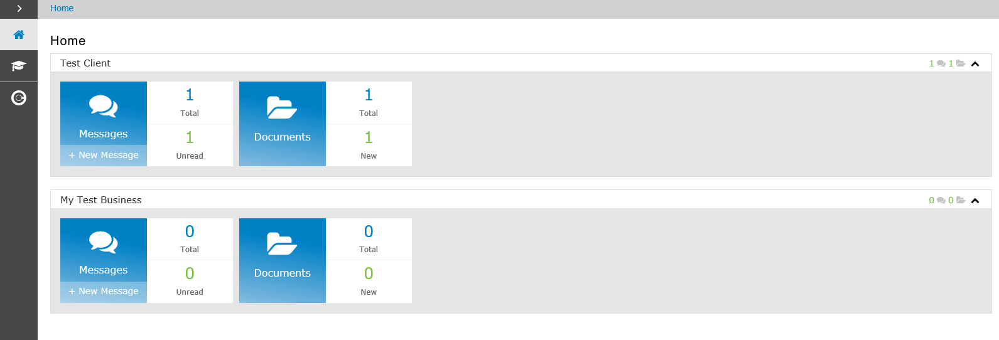 Home
Home
Test Client
1 1
1
Total
1
Unread
Messages
+ New Message
1
Total
1
New
Documents
My Test Business
0 0
0
Total
0
Unread
Messages
+ New Message
0
Total
0
New
Documents